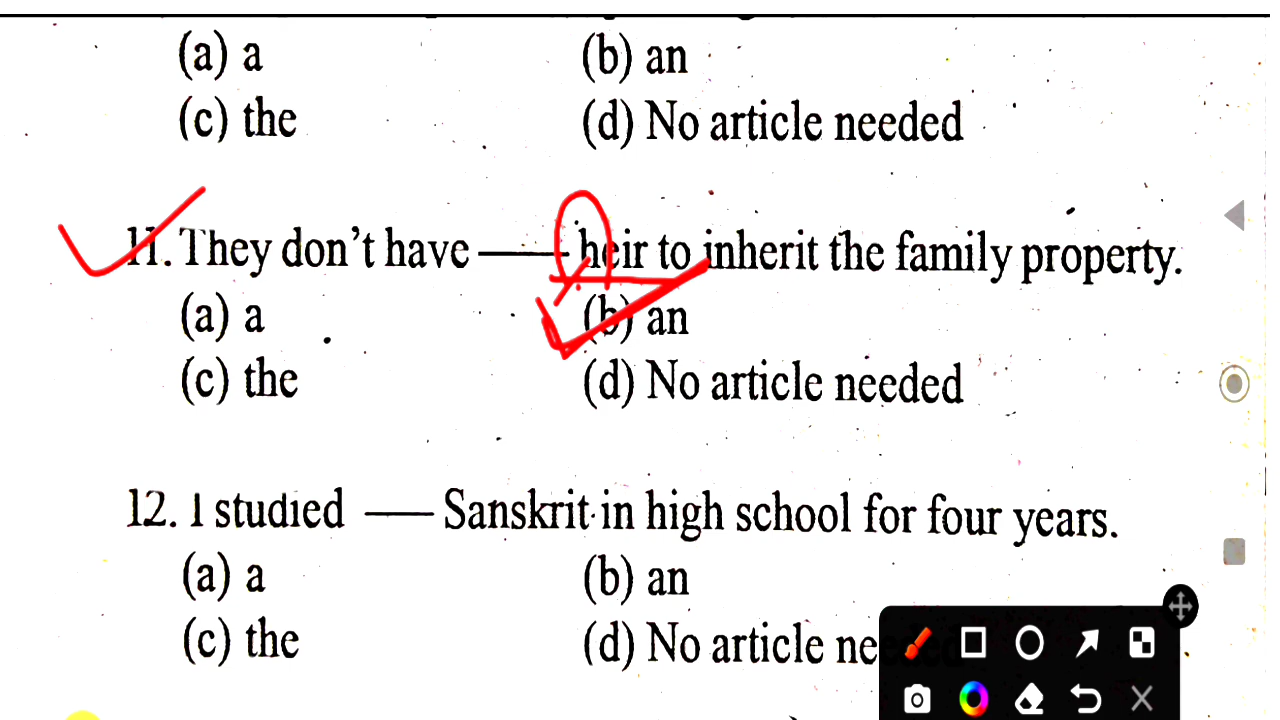 (a) a (b) an
(c) the (d) No article needed
11. They don't have —— heir to inherit the family property.
(a) a (b) an
(c) the (d) No article needed
12. I studied —— Sanskrit in high school for four years.
(a) a (b) an
(c) the (d) No article needed